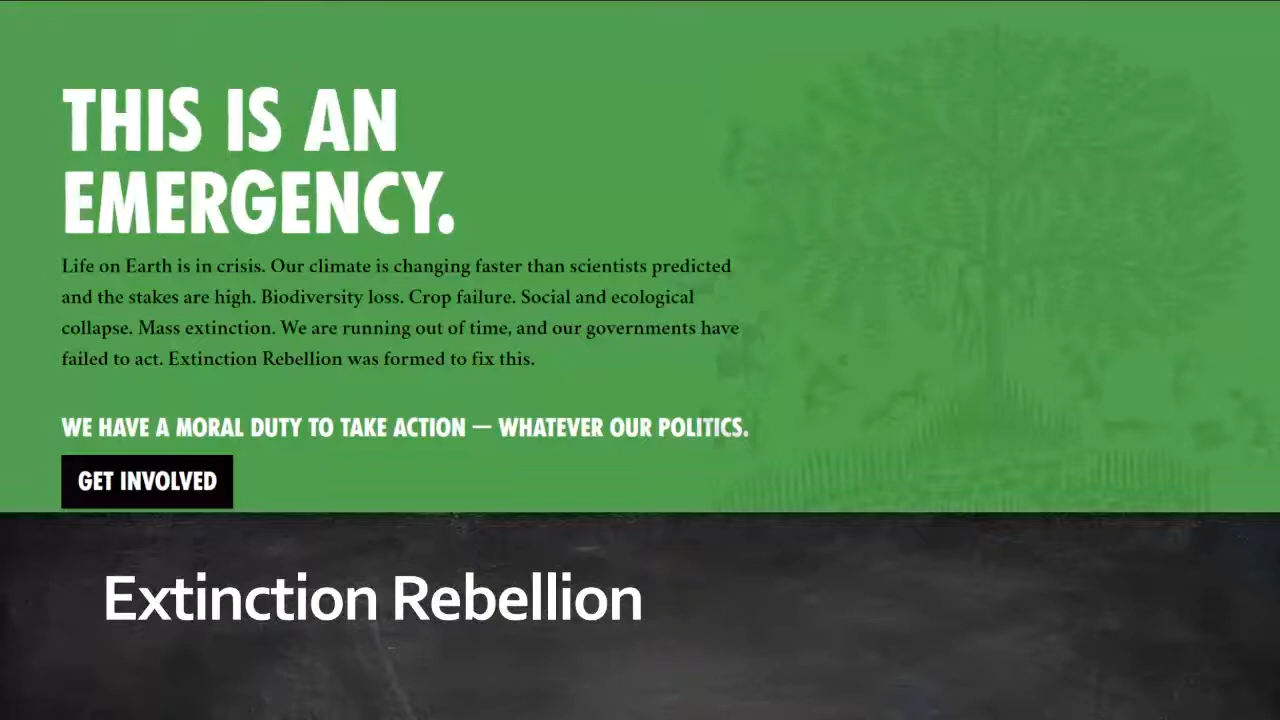 THIS IS AN
EMERGENCY.
Life on Earth is in crisis. Our climate is changing faster than scientists predicted
and the stakes are high. Biodiversity loss. Crop failure. Social and ecological
collapse. Mass extinction. We are running out of time, and our governments have
failed to act. Extinction Rebellion was formed to fix this.
WE HAVE A MORAL DUTY TO TAKE ACTION — WHATEVER OUR POLITICS.
GET INVOLVED
Extinction Rebellion